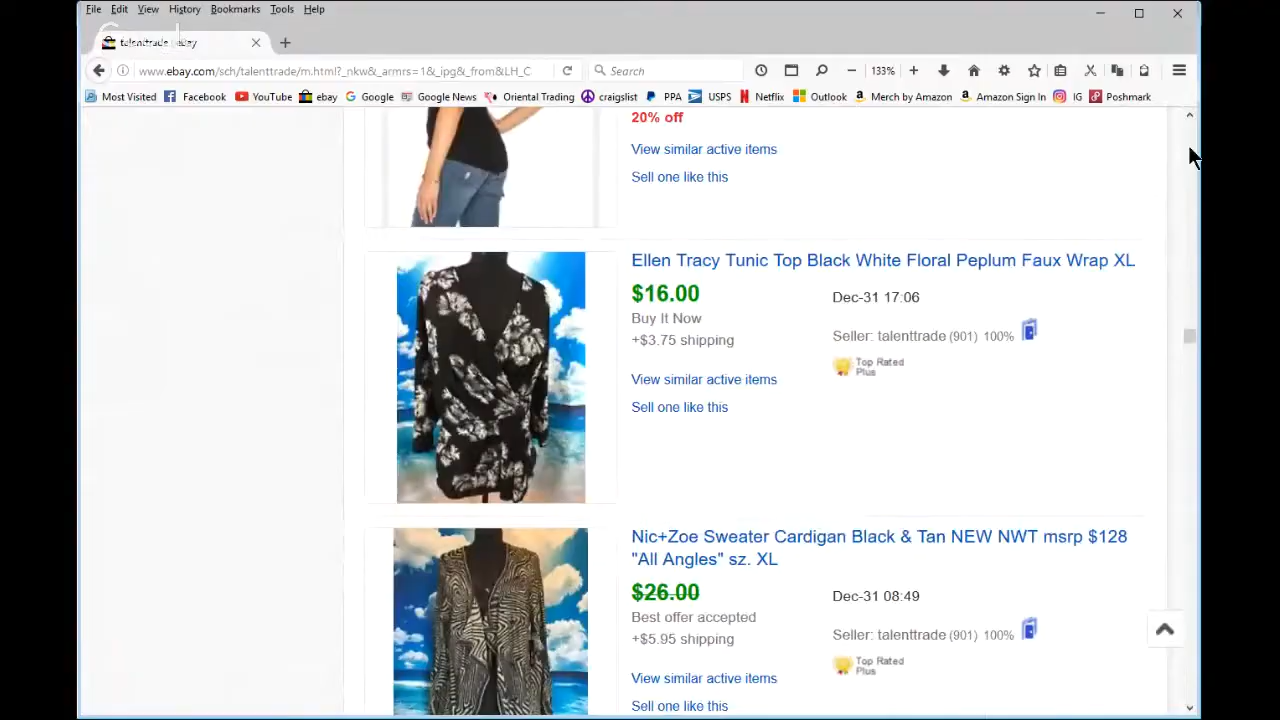 File Edit View History Bookmarks Tools Help
www.ebay.com/sch/talenttrade/m.html?_nkw&_armrs=1&_ipg&_from&LH_C
Search
133%
Most Visited Facebook YouTube ebay Google Google News Oriental Trading craigslist PPA USPS Netflix Outlook Merch by Amazon Amazon Sign In IG Poshmark
20% off
View similar active items
Sell one like this
Ellen Tracy Tunic Top Black White Floral Peplum Faux Wrap XL
$16.00
Dec-31 17:06
Buy It Now
+$3.75 shipping
Seller: talenttrade (901) 100%
Top Rated
Plus
View similar active items
Sell one like this
Nic+Zoe Sweater Cardigan Black & Tan NEW NWT msrp $128
"All Angles" sz. XL
$26.00
Dec-31 08:49
Best offer accepted
+$5.95 shipping
Seller: talenttrade (901) 100%
Top Rated
Plus
View similar active items
Sell one like this